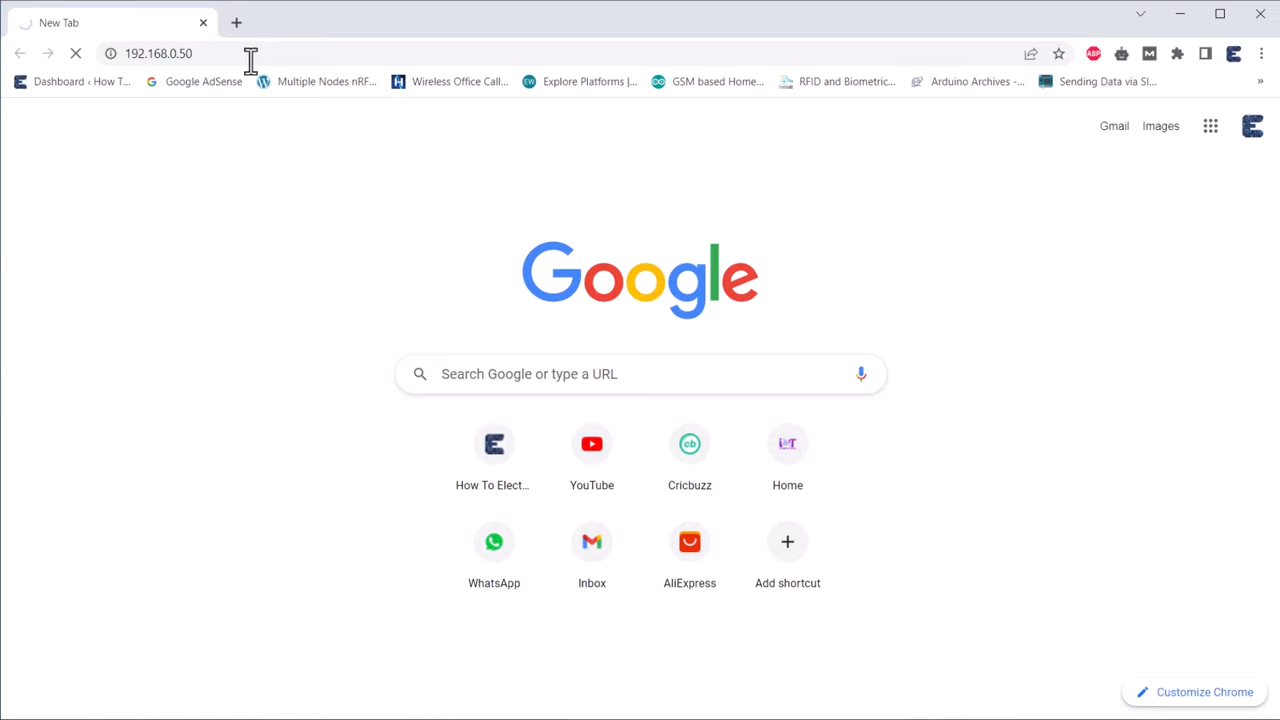 New Tab
192.168.0.50
Dashboard ‹ How T... Google AdSense Multiple Nodes nRF... Wireless Office Call... Explore Platforms |... GSM based Home... RFID and Biometric... Arduino Archives -... Sending Data via SI... »
Gmail Images
Google
Search Google or type a URL
How To Elect... YouTube Cricbuzz Home
WhatsApp Inbox AliExpress Add shortcut
Customize Chrome